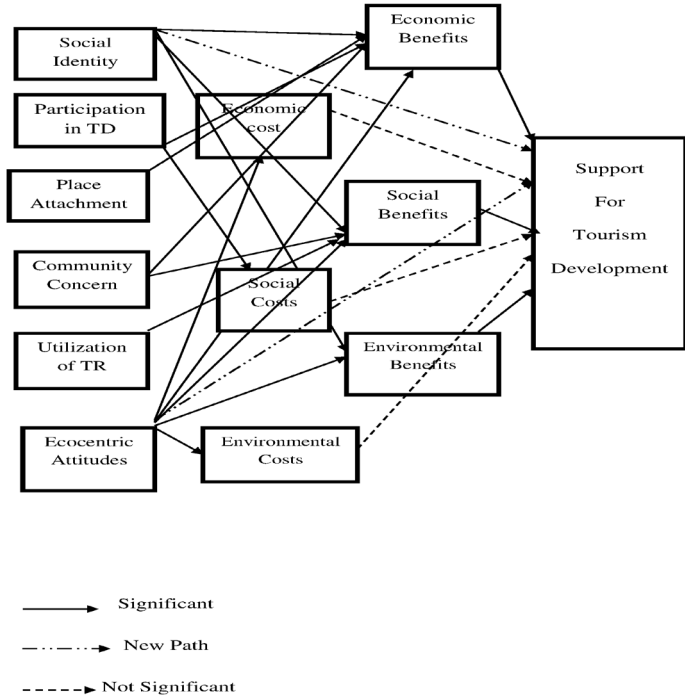 Economic
Benefits
Social
Identity
Participation
in TD
Economic
cost
Place
Attachment
Social
Benefits
Support
For
Tourism
Development
Community
Concern
Social
Costs
Utilization
of TR
Environmental
Benefits
Ecocentric
Attitudes
Environmental
Costs
Significant
New Path
Not Significant